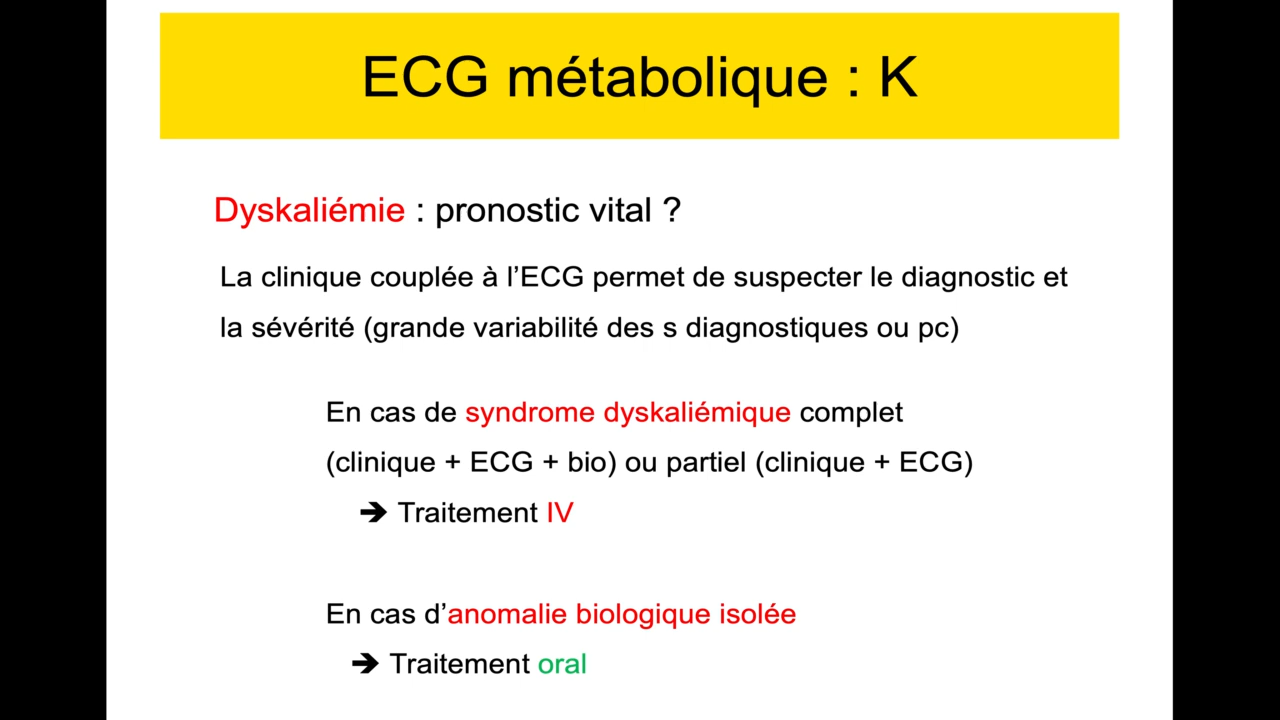 ECG métabolique : K
Dyskaliémie : pronostic vital ?
La clinique couplée à l’ECG permet de suspecter le diagnostic et
la sévérité (grande variabilité des s diagnostiques ou pc)
En cas de syndrome dyskaliémique complet
(clinique + ECG + bio) ou partiel (clinique + ECG)
➔ Traitement IV
En cas d’anomalie biologique isolée
➔ Traitement oral